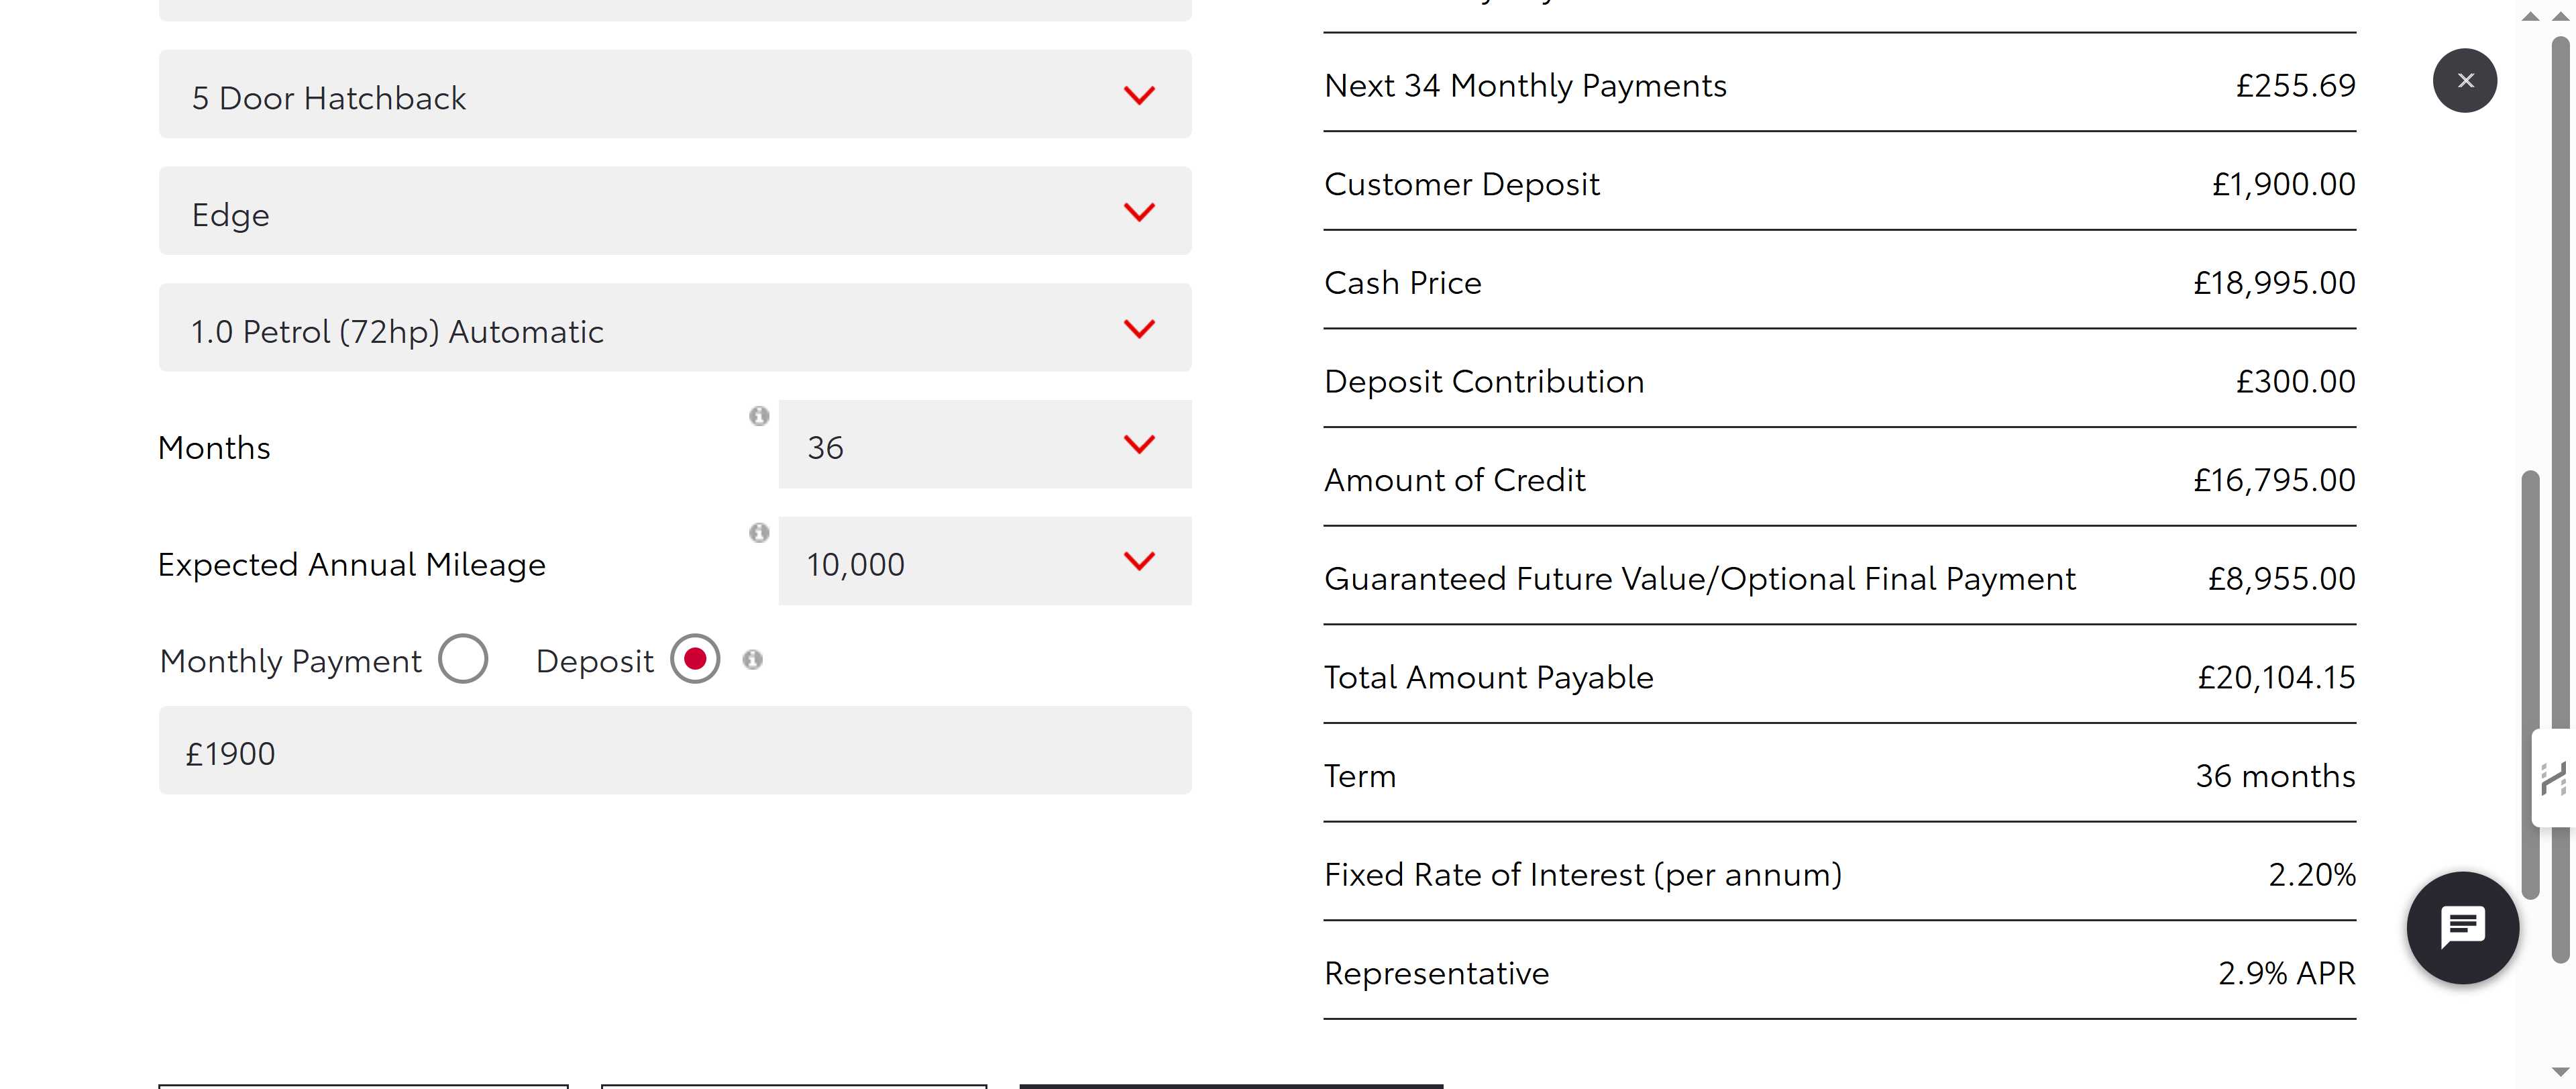 5 Door Hatchback
Edge
1.0 Petrol (72hp) Automatic
Months
36
Expected Annual Mileage
10,000
Monthly Payment Deposit
£1900
Next 34 Monthly Payments £255.69
Customer Deposit £1,900.00
Cash Price £18,995.00
Deposit Contribution £300.00
Amount of Credit £16,795.00
Guaranteed Future Value/Optional Final Payment £8,955.00
Total Amount Payable £20,104.15
Term 36 months
Fixed Rate of Interest (per annum) 2.20%
Representative 2.9% APR